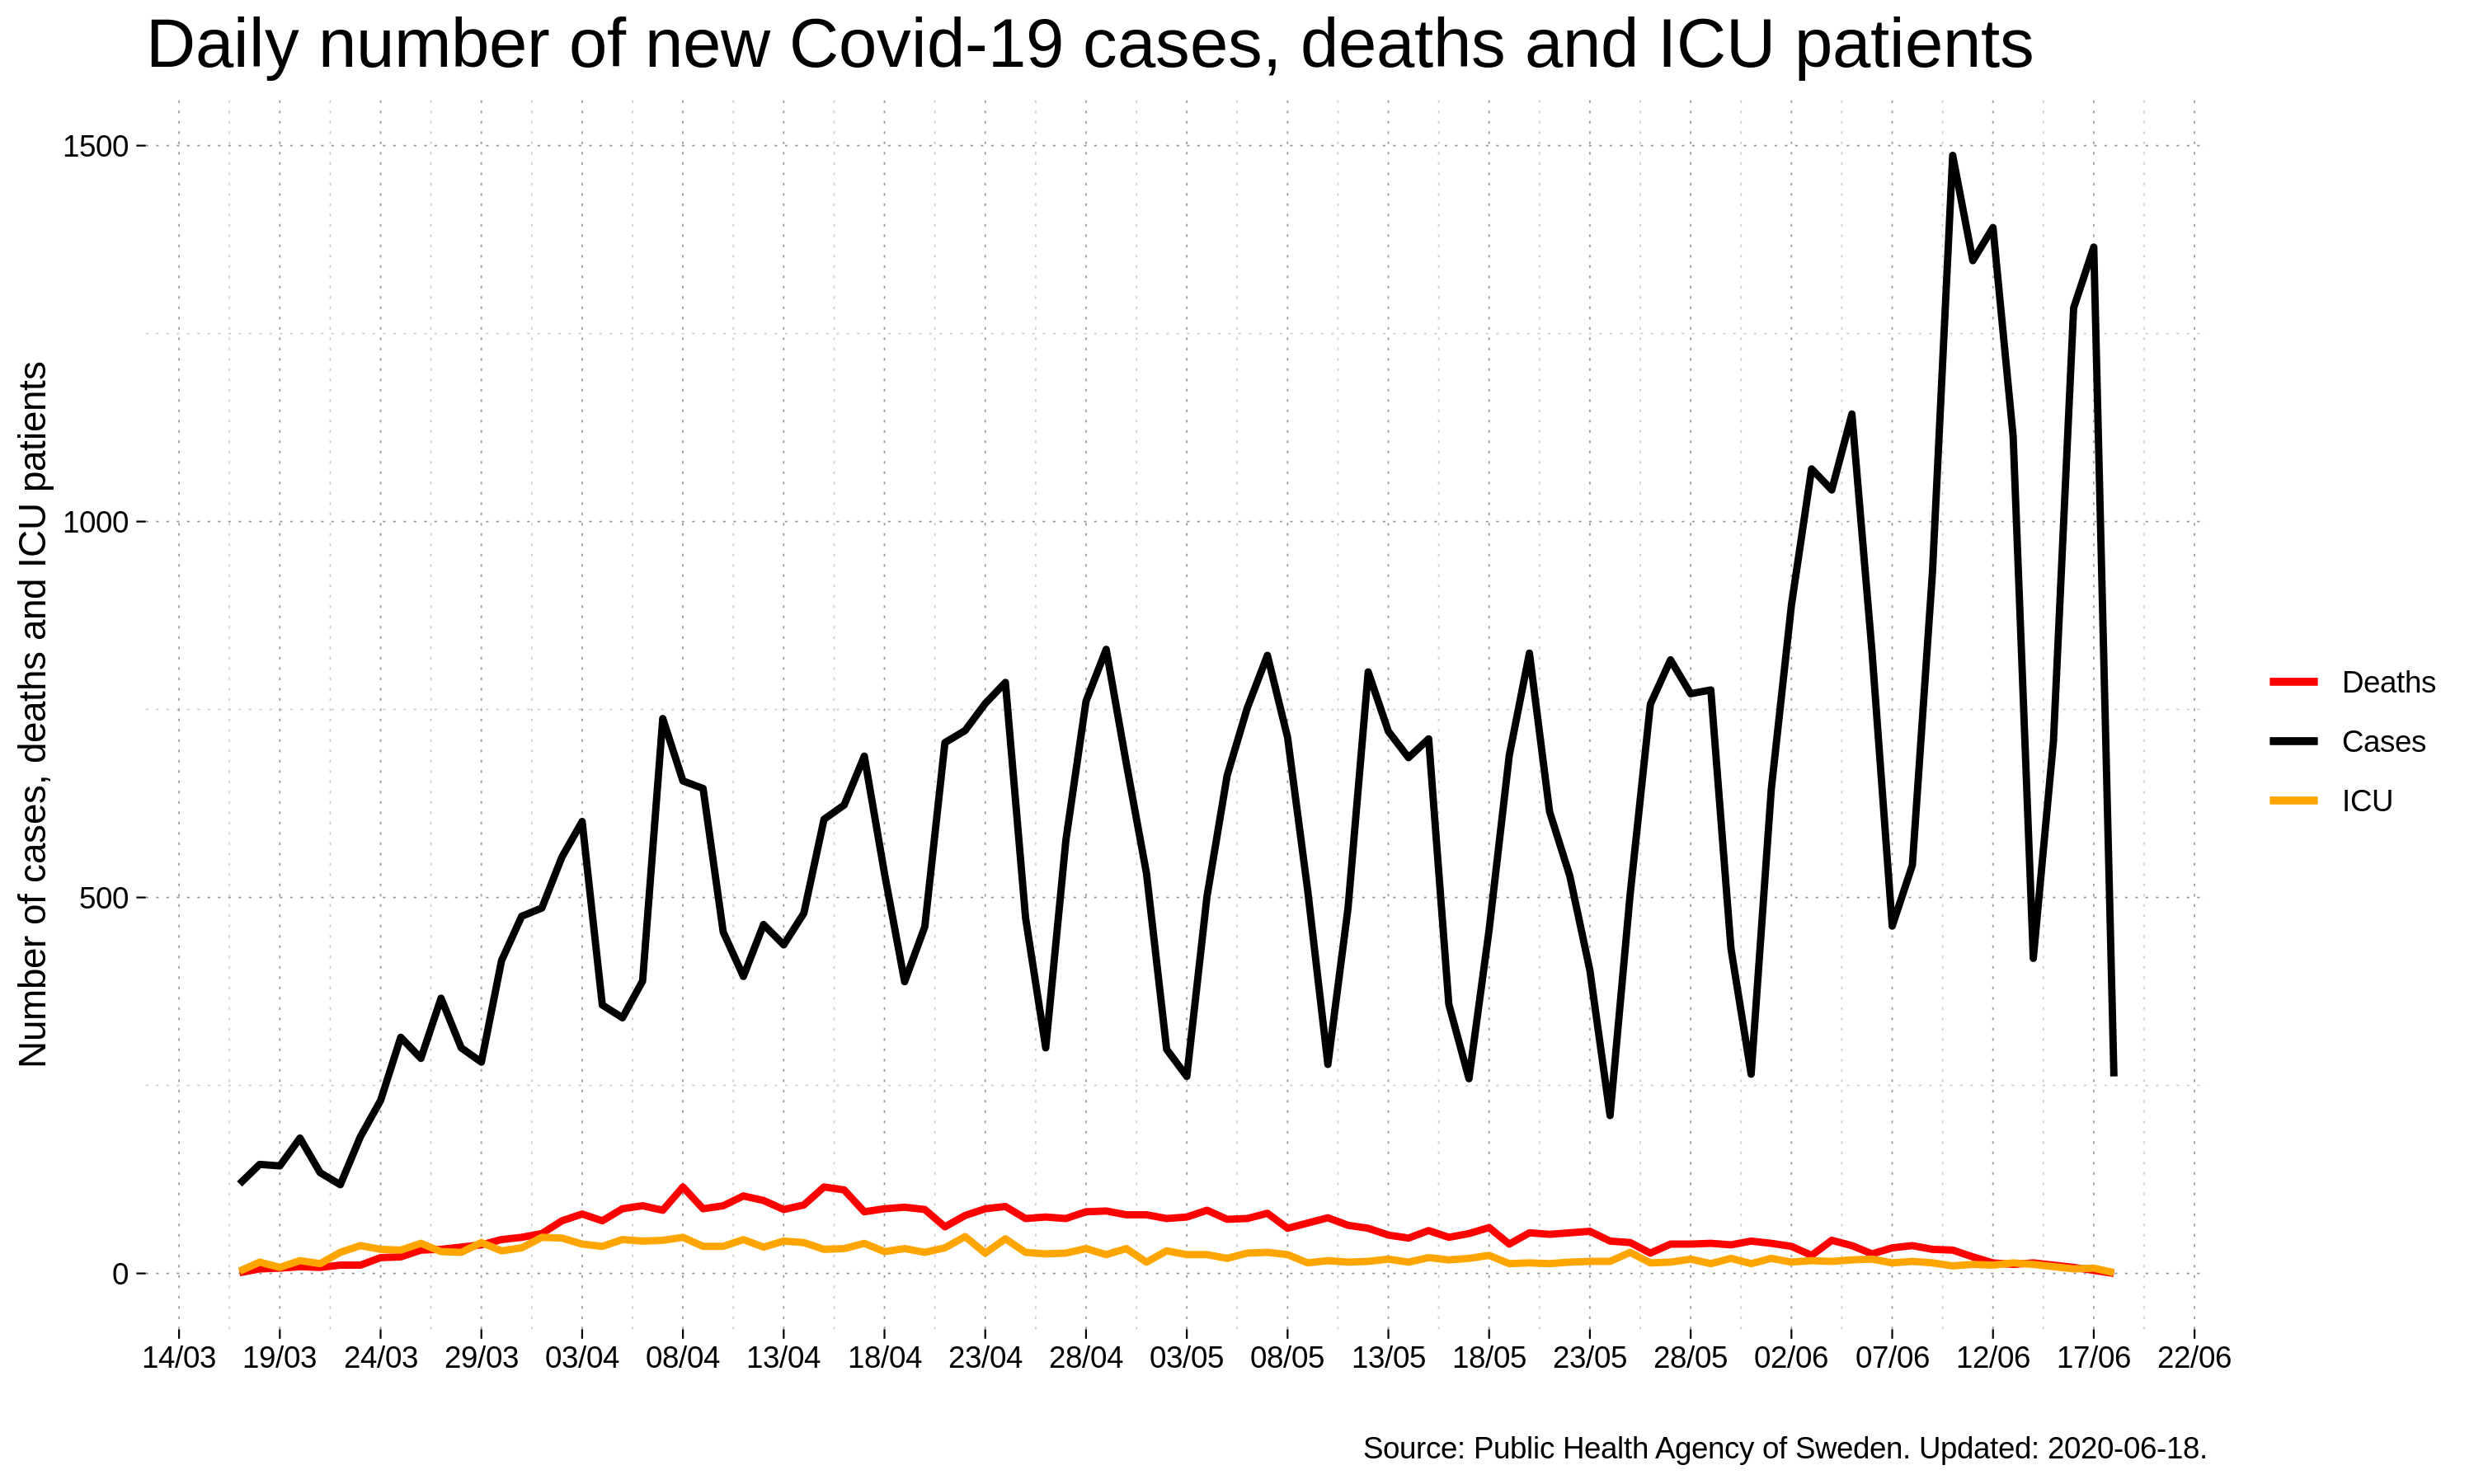 Daily number of new Covid-19 cases, deaths and ICU patients
Number of cases, deaths and ICU patients
1500
1000
500
0
14/03 19/03 24/03 29/03 03/04 08/04 13/04 18/04 23/04 28/04 03/05 08/05 13/05 18/05 23/05 28/05 02/06 07/06 12/06 17/06 22/06
Deaths
Cases
ICU
Source: Public Health Agency of Sweden. Updated: 2020-06-18.